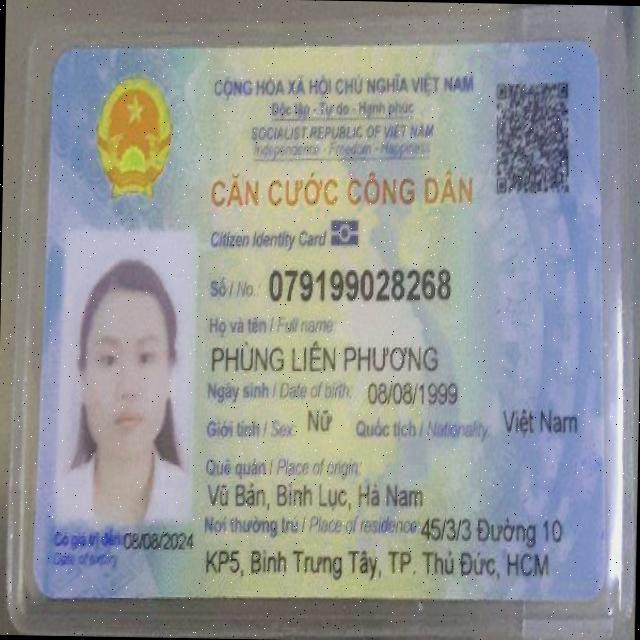 CỘNG HÒA XÃ HỘI CHỦ NGHĨA VIỆT NAM
Độc lập - Tự do - Hạnh phúc
SOCIALIST REPUBLIC OF VIET NAM
Independence - Freedom - Happiness
CĂN CƯỚC CÔNG DÂN
Citizen Identity Card
Số / No.: 079199028268
Họ và tên / Full name:
PHÙNG LIÊN PHƯƠNG
Ngày sinh / Date of birth: 08/08/1999
Giới tính / Sex: Nữ Quốc tịch / Nationality: Việt Nam
Quê quán / Place of origin:
Vũ Bản, Bình Lục, Hà Nam
Nơi thường trú / Place of residence: 45/3/3 Đường 10
KP5, Bình Trưng Tây, TP. Thủ Đức, HCM
Có giá trị đến: 08/08/2024
Date of expiry